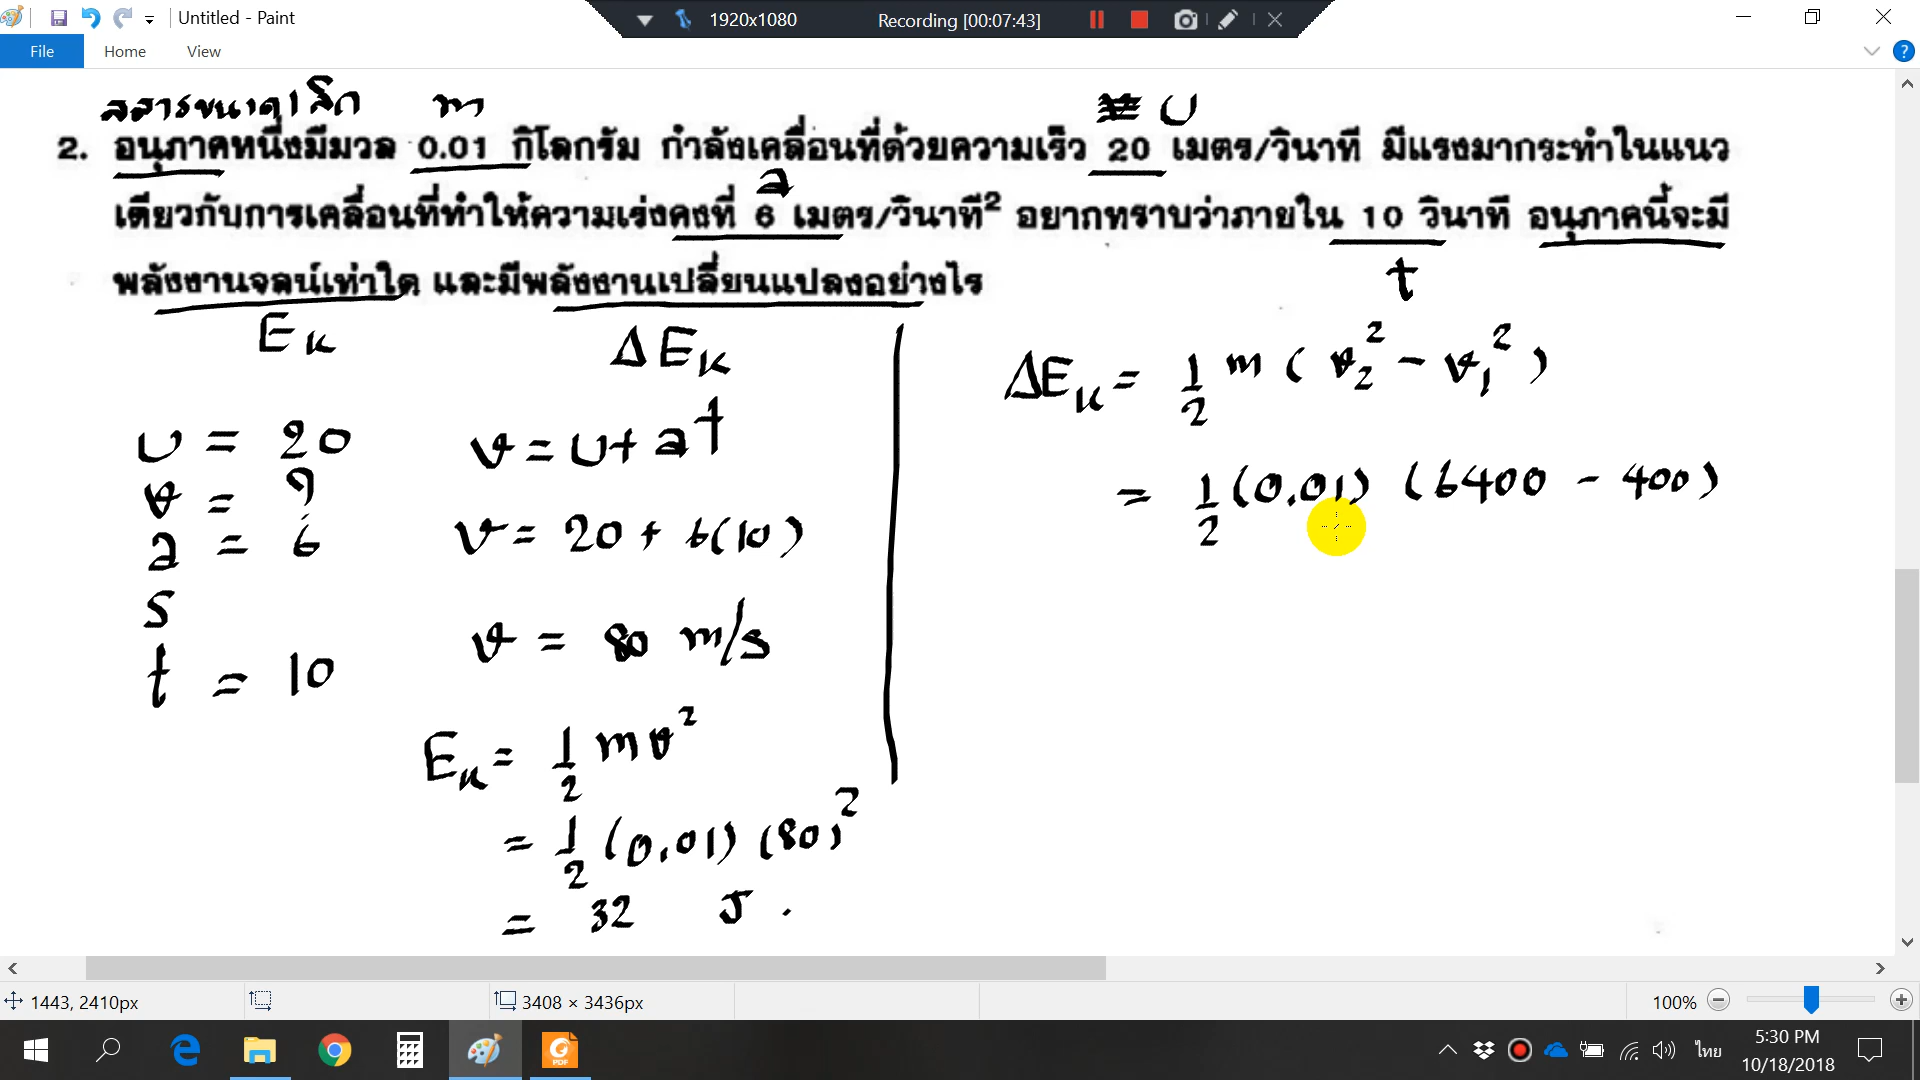 Untitled - Paint
1920x1080
Recording [00:07:43]
File Home View
สสารขนาดเล็ก m U
2. อนุภาคหนึ่งมีมวล 0.01 กิโลกรัม กำลังเคลื่อนที่ด้วยความเร็ว 20 เมตร/วินาที มีแรงมากระทำในแนว
a
เดียวกับการเคลื่อนที่ทำให้ความเร่งคงที่ 6 เมตร/วินาที² อยากทราบว่าภายใน 10 วินาที อนุภาคนี้จะมี
t
พลังงานจลน์เท่าใด และมีพลังงานเปลี่ยนแปลงอย่างไร
Ek ΔEk
u = 20
v = ?
a = 6
s
t = 10
v = u + at
v = 20 + 6(10)
v = 80 m/s
Ek = 1/2 mv²
= 1/2 (0.01) (80)²
= 32 J .
ΔEk = 1/2 m ( v₂² - v₁² )
= 1/2 (0.01) (6400 - 400)
1443, 2410px
3408 × 3436px
100%
PDF
ไทย
5:30 PM
10/18/2018